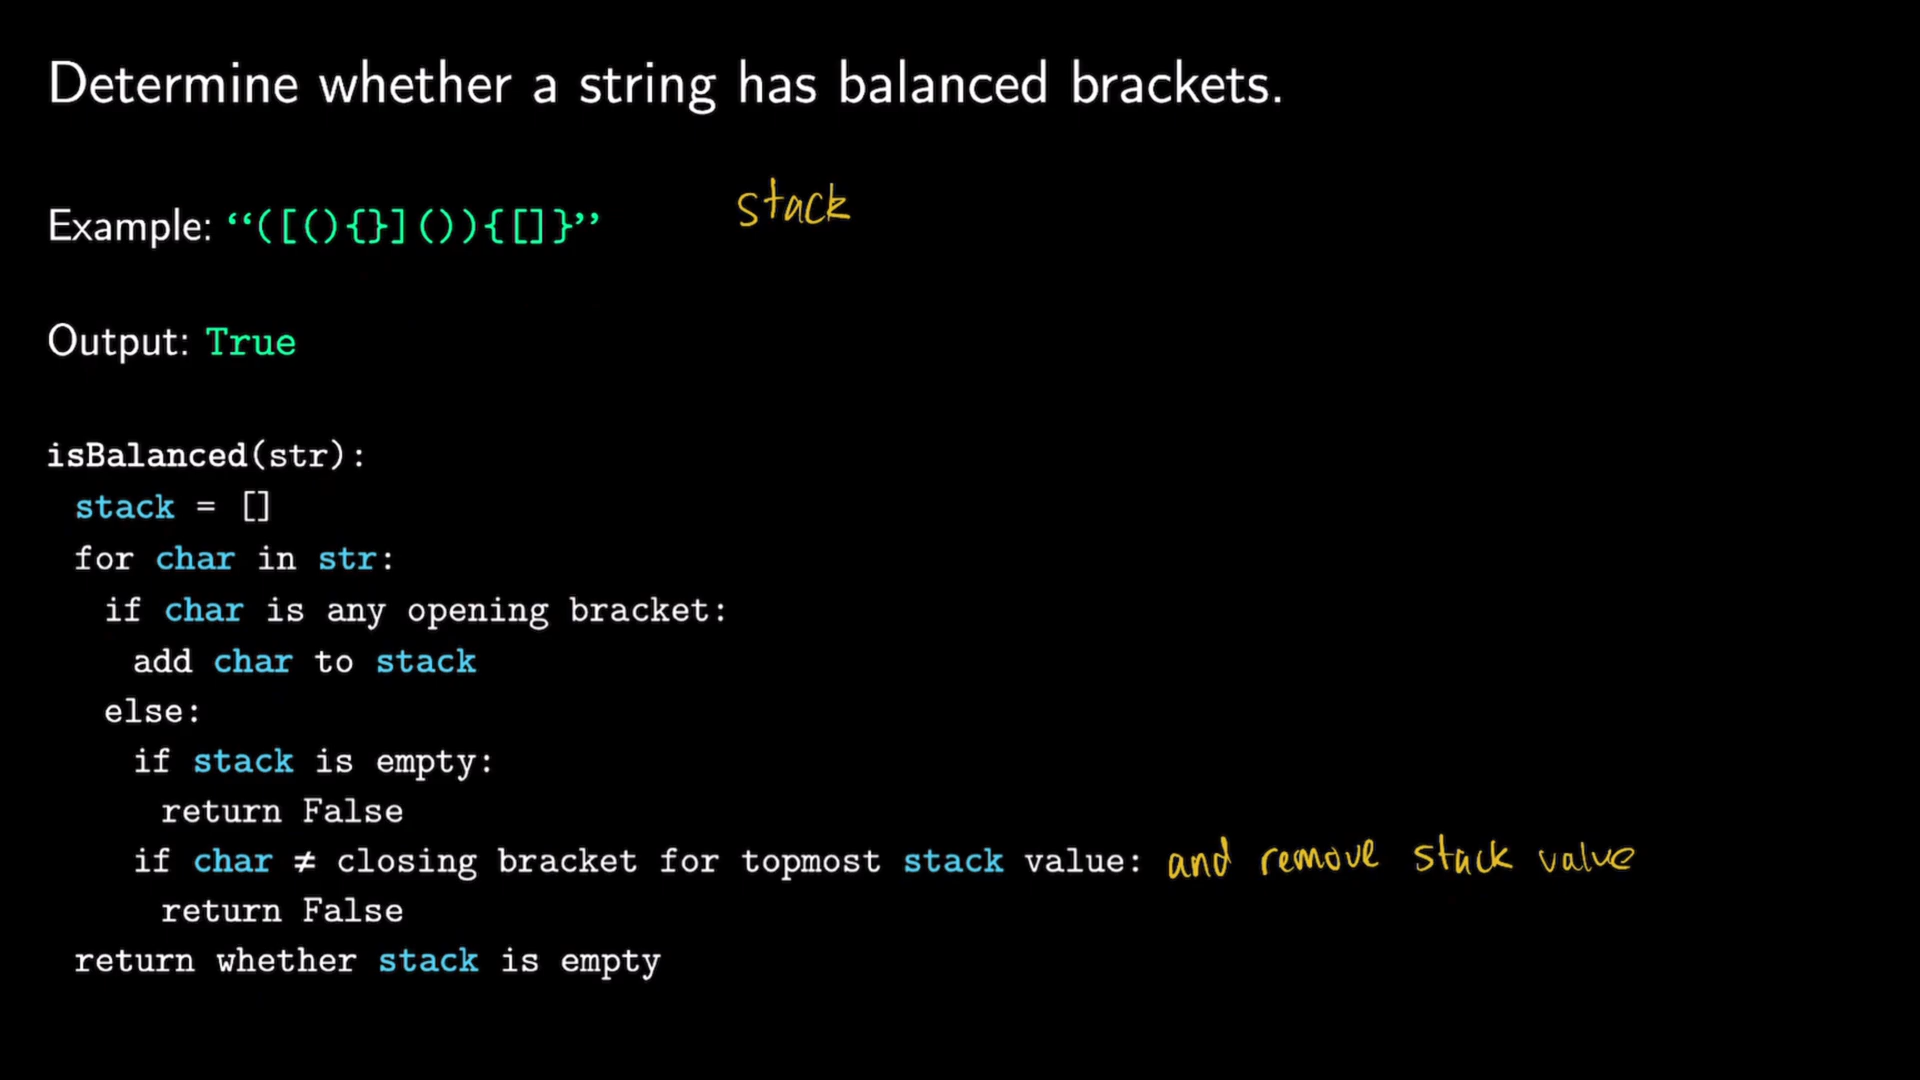 Determine whether a string has balanced brackets.
Example: “([(){}]()){[]}”
stack
Output: True
isBalanced(str):
stack = []
for char in str:
if char is any opening bracket:
add char to stack
else:
if stack is empty:
return False
if char ≠ closing bracket for topmost stack value: and remove stack value
return False
return whether stack is empty